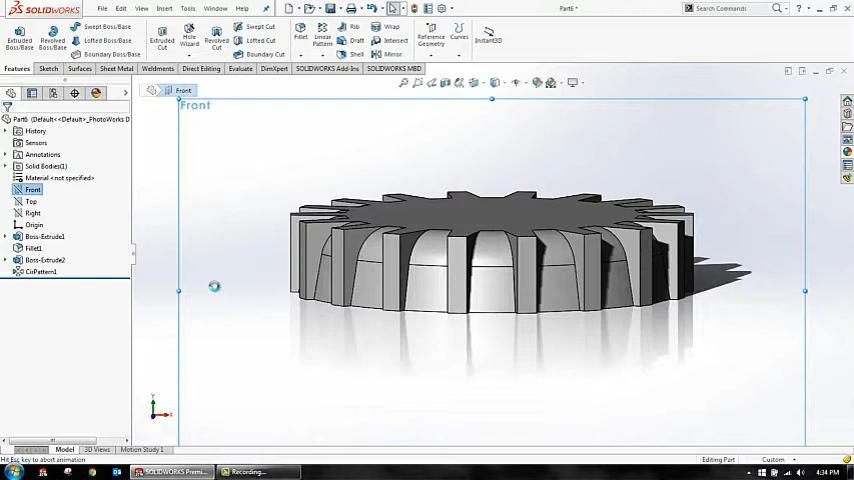 SOLIDWORKS File Edit View Insert Tools Window Help Part6 * Search Commands
Extruded Boss/Base Revolved Boss/Base Swept Boss/Base Lofted Boss/Base Boundary Boss/Base Extruded Cut Hole Wizard Revolved Cut Swept Cut Lofted Cut Boundary Cut Fillet Linear Pattern Rib Draft Shell Wrap Intersect Mirror Reference Geometry Curves Instant3D
Features Sketch Surfaces Sheet Metal Weldments Direct Editing Evaluate DimXpert SOLIDWORKS Add-Ins SOLIDWORKS MBD
Front
Front
Part6 (Default<<Default>_PhotoWorks D
History
Sensors
Annotations
Solid Bodies(1)
Material <not specified>
Front
Top
Right
Origin
Boss-Extrude1
Fillet1
Boss-Extrude2
CirPattern1
Y
X
Model 3D Views Motion Study 1
Hit Esc key to abort animation Editing Part Custom
SOLIDWORKS Premi... Recording... 4:34 PM